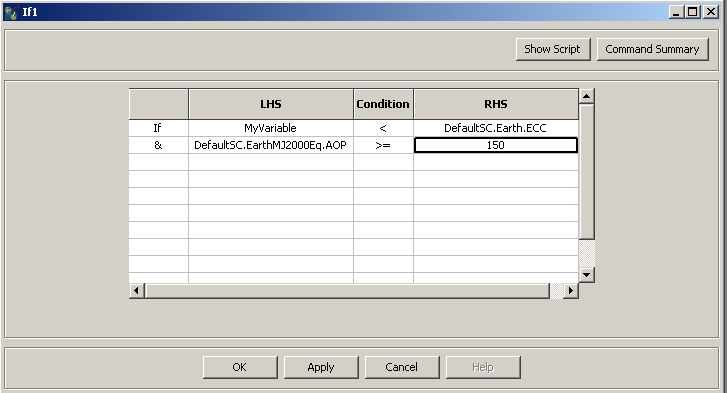 If1
Show Script Command Summary
LHS Condition RHS
If MyVariable < DefaultSC.Earth.ECC
& DefaultSC.EarthMJ2000Eq.AOP >= 150
OK Apply Cancel Help